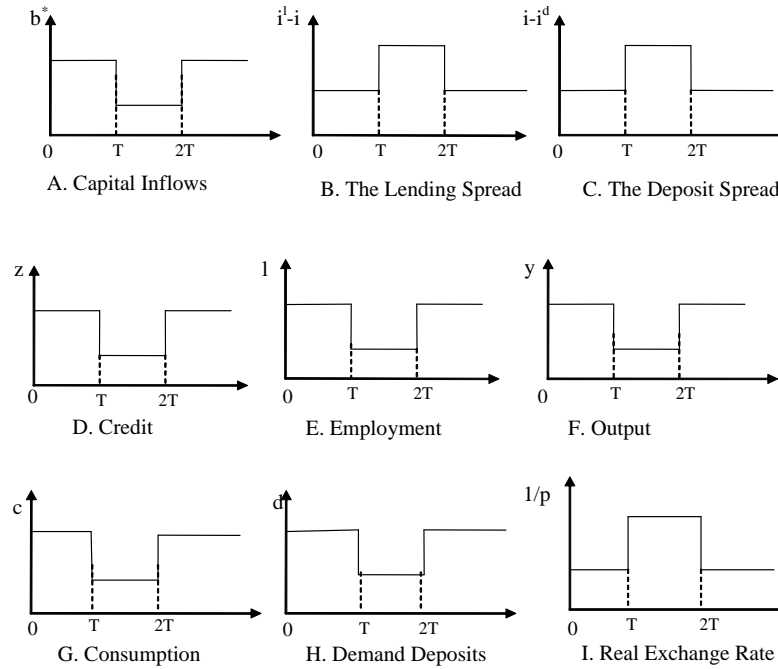 b*
0
T
2T
A. Capital Inflows
i^l-i
0
T
2T
B. The Lending Spread
i-i^d
0
T
2T
C. The Deposit Spread
z
0
T
2T
D. Credit
l
0
T
2T
E. Employment
y
0
T
2T
F. Output
c
0
T
2T
G. Consumption
d
0
T
2T
H. Demand Deposits
1/p
0
T
2T
I. Real Exchange Rate